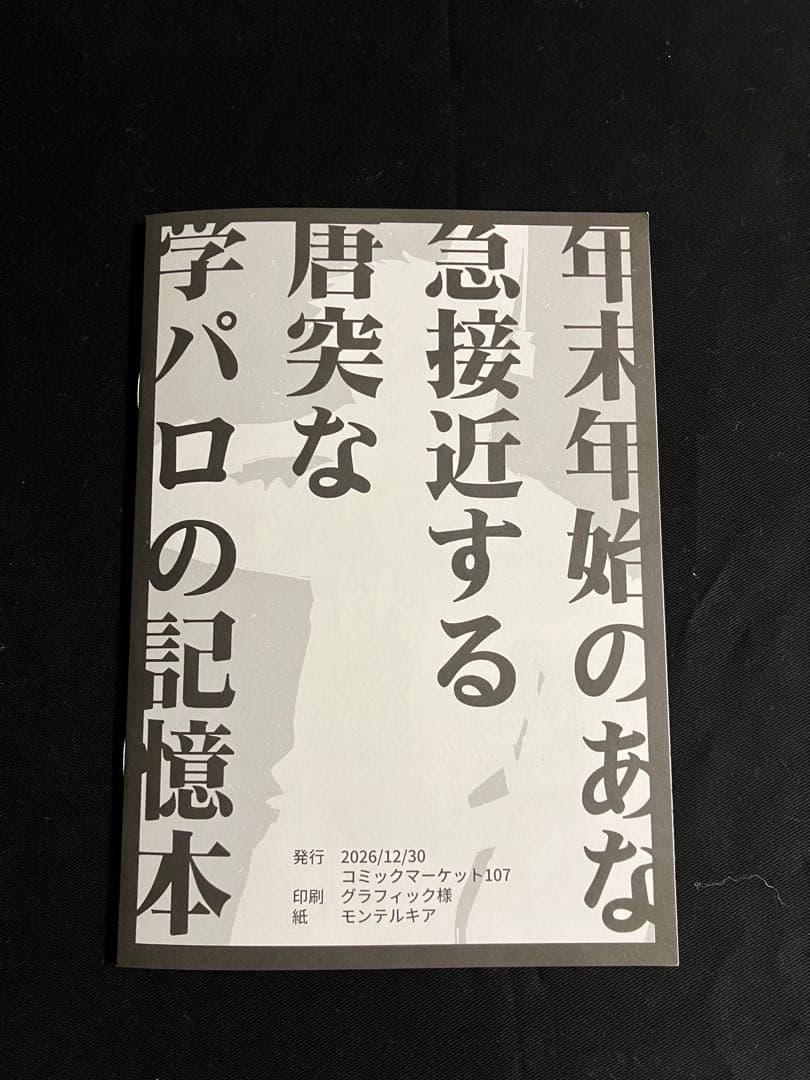 年末年始のあな
急接近する
唐突な
学パロの記憶本
発行 2026/12/30
コミックマーケット107
印刷 グラフィック様
紙 モンテルキア